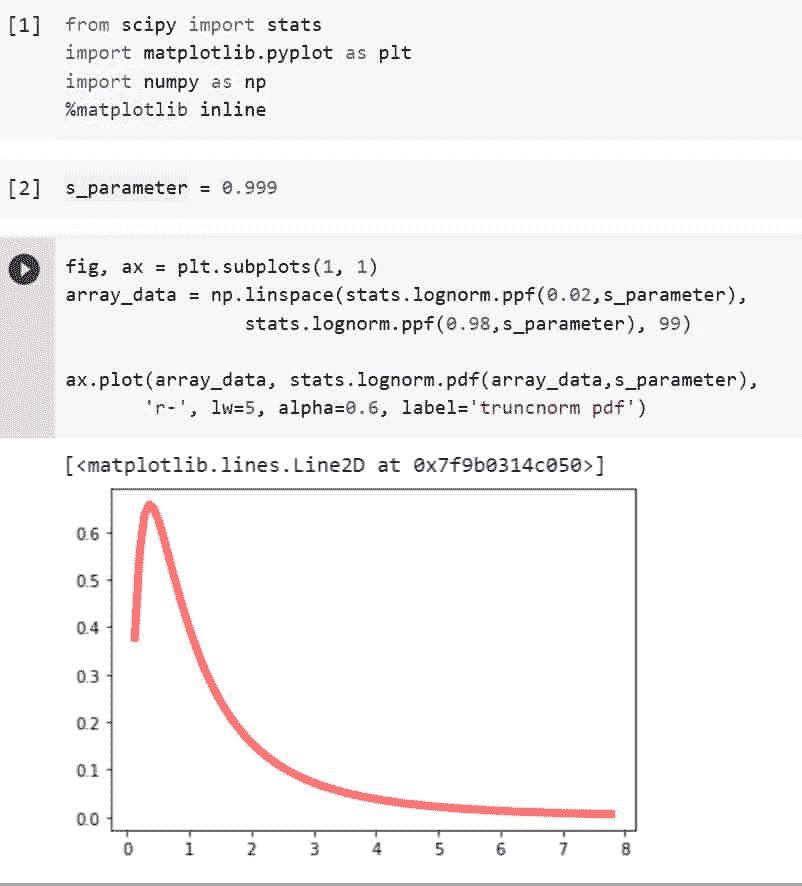 [1] from scipy import stats
import matplotlib.pyplot as plt
import numpy as np
%matplotlib inline
[2] s_parameter = 0.999
fig, ax = plt.subplots(1, 1)
array_data = np.linspace(stats.lognorm.ppf(0.02,s_parameter),
stats.lognorm.ppf(0.98,s_parameter), 99)
ax.plot(array_data, stats.lognorm.pdf(array_data,s_parameter),
'r-', lw=5, alpha=0.6, label='truncnorm pdf')
[<matplotlib.lines.Line2D at 0x7f9b0314c050>]
0.6
0.5
0.4
0.3
0.2
0.1
0.0
0 1 2 3 4 5 6 7 8